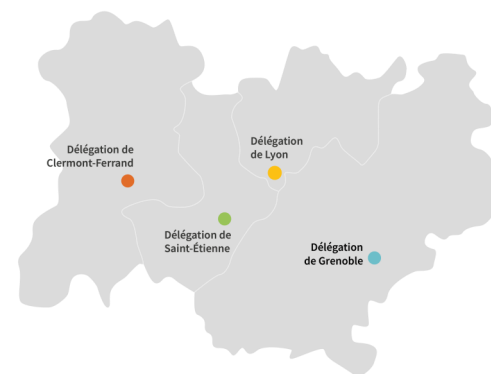 Délégation de
Clermont-Ferrand
Délégation
de Lyon
Délégation de
Saint-Étienne
Délégation
de Grenoble